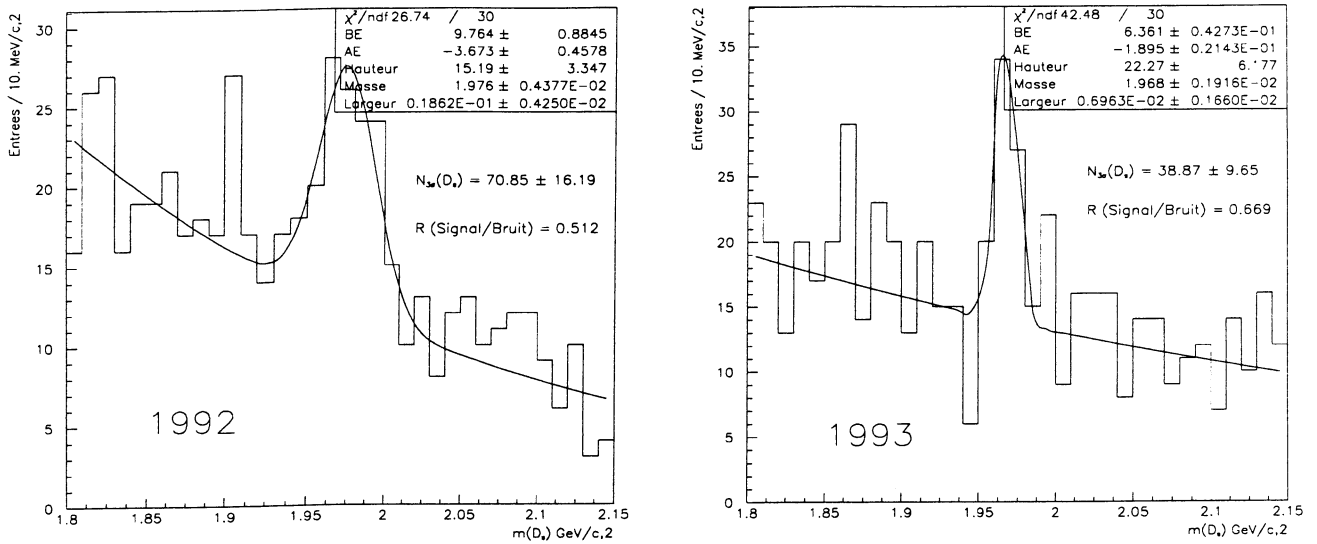 χ²/ndf 26.74 / 30
BE 9.764 ± 0.8845
AE -3.673 ± 0.4578
Hauteur 15.19 ± 3.347
Masse 1.976 ± 0.4377E-02
Largeur 0.1862E-01 ± 0.4250E-02
Entrees / 10. MeV/c,2
30
25
20
15
10
5
0
N3σ(Ds) = 70.85 ± 16.19
R (Signal/Bruit) = 0.512
1992
1.8 1.85 1.9 1.95 2 2.05 2.1 2.15
m(Ds) GeV/c,2
χ²/ndf 42.48 / 30
BE 6.361 ± 0.4273E-01
AE -1.895 ± 0.2143E-01
Hauteur 22.27 ±
Masse 1.968 ± 0.1916E-02
Largeur 0.6963E-02 ± 0.1660E-02
Entrees / 10. MeV/c,2
35
30
25
20
15
10
5
0
N3σ(Ds) = 38.87 ± 9.65
R (Signal/Bruit) = 0.669
1993
1.8 1.85 1.9 1.95 2 2.05 2.1 2.15
m(Ds) GeV/c,2